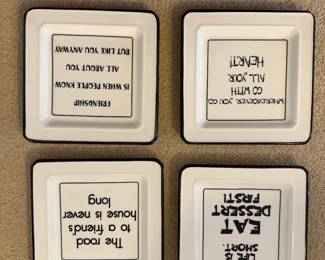 LIFE IS
SHORT.
EAT
DESSERT
FIRST!
The road
to a friend's
house is never
long
WHERESOEVER, YOU GO
GO WITH
ALL YOUR
HEART!
FRIENDSHIP
IS WHEN PEOPLE KNOW
ALL ABOUT YOU
BUT LIKE YOU ANYWAY